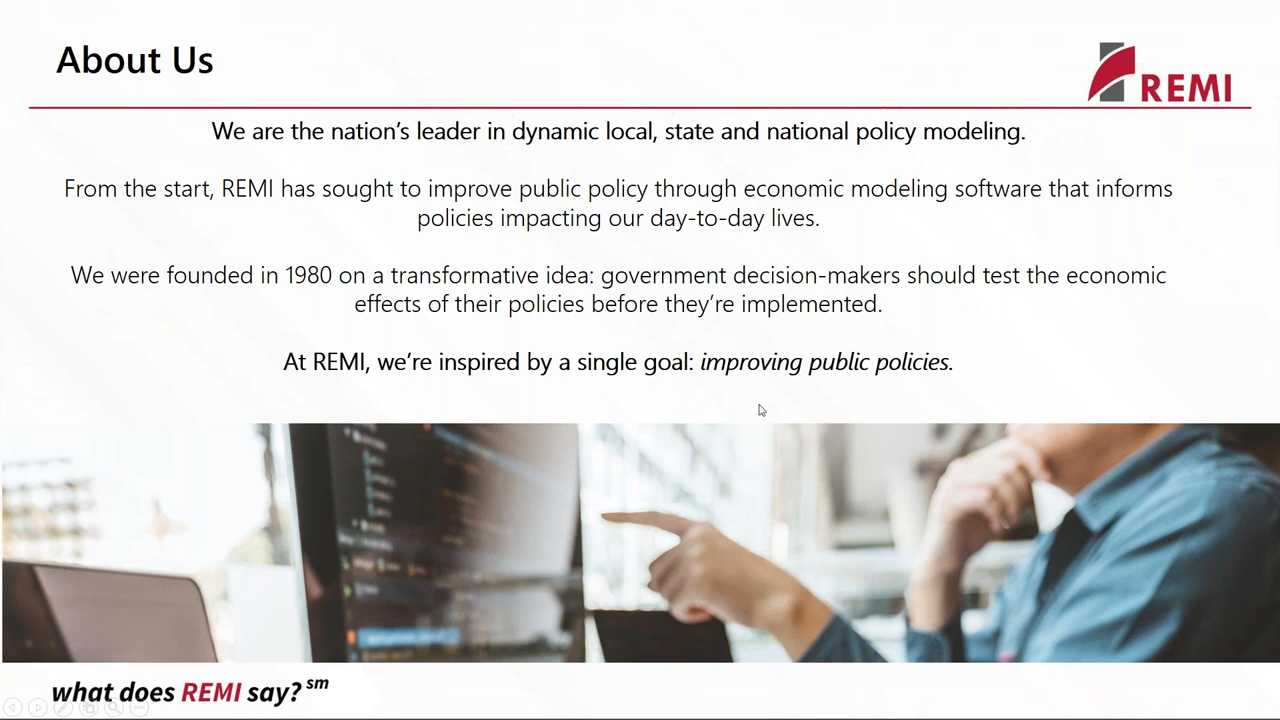 About Us
REMI
We are the nation's leader in dynamic local, state and national policy modeling.
From the start, REMI has sought to improve public policy through economic modeling software that informs
policies impacting our day-to-day lives.
We were founded in 1980 on a transformative idea: government decision-makers should test the economic
effects of their policies before they're implemented.
At REMI, we're inspired by a single goal: improving public policies.
what does REMI say? sm